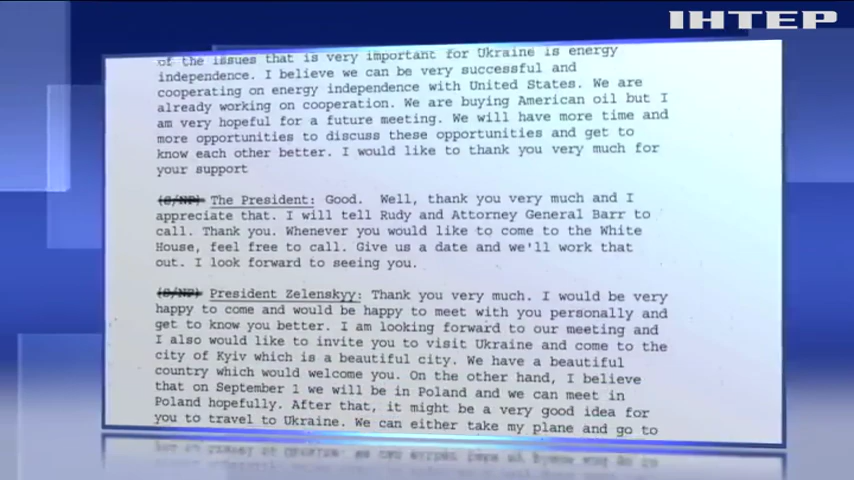 ІНТЕР
of the issues that is very important for Ukraine is energy
independence. I believe we can be very successful and
cooperating on energy independence with United States. We are
already working on cooperation. We are buying American oil but I
am very hopeful for a future meeting. We will have more time and
more opportunities to discuss these opportunities and get to
know each other better. I would like to thank you very much for
your support
(S/NF) The President: Good. Well, thank you very much and I
appreciate that. I will tell Rudy and Attorney General Barr to
call. Thank you. Whenever you would like to come to the White
House, feel free to call. Give us a date and we'll work that
out. I look forward to seeing you.
(S/NF) President Zelenskyy: Thank you very much. I would be very
happy to come and would be happy to meet with you personally and
get to know you better. I am looking forward to our meeting and
I also would like to invite you to visit Ukraine and come to the
city of Kyiv which is a beautiful city. We have a beautiful
country which would welcome you. On the other hand, I believe
that on September 1 we will be in Poland and we can meet in
Poland hopefully. After that, it might be a very good idea for
you to travel to Ukraine. We can either take my plane and go to